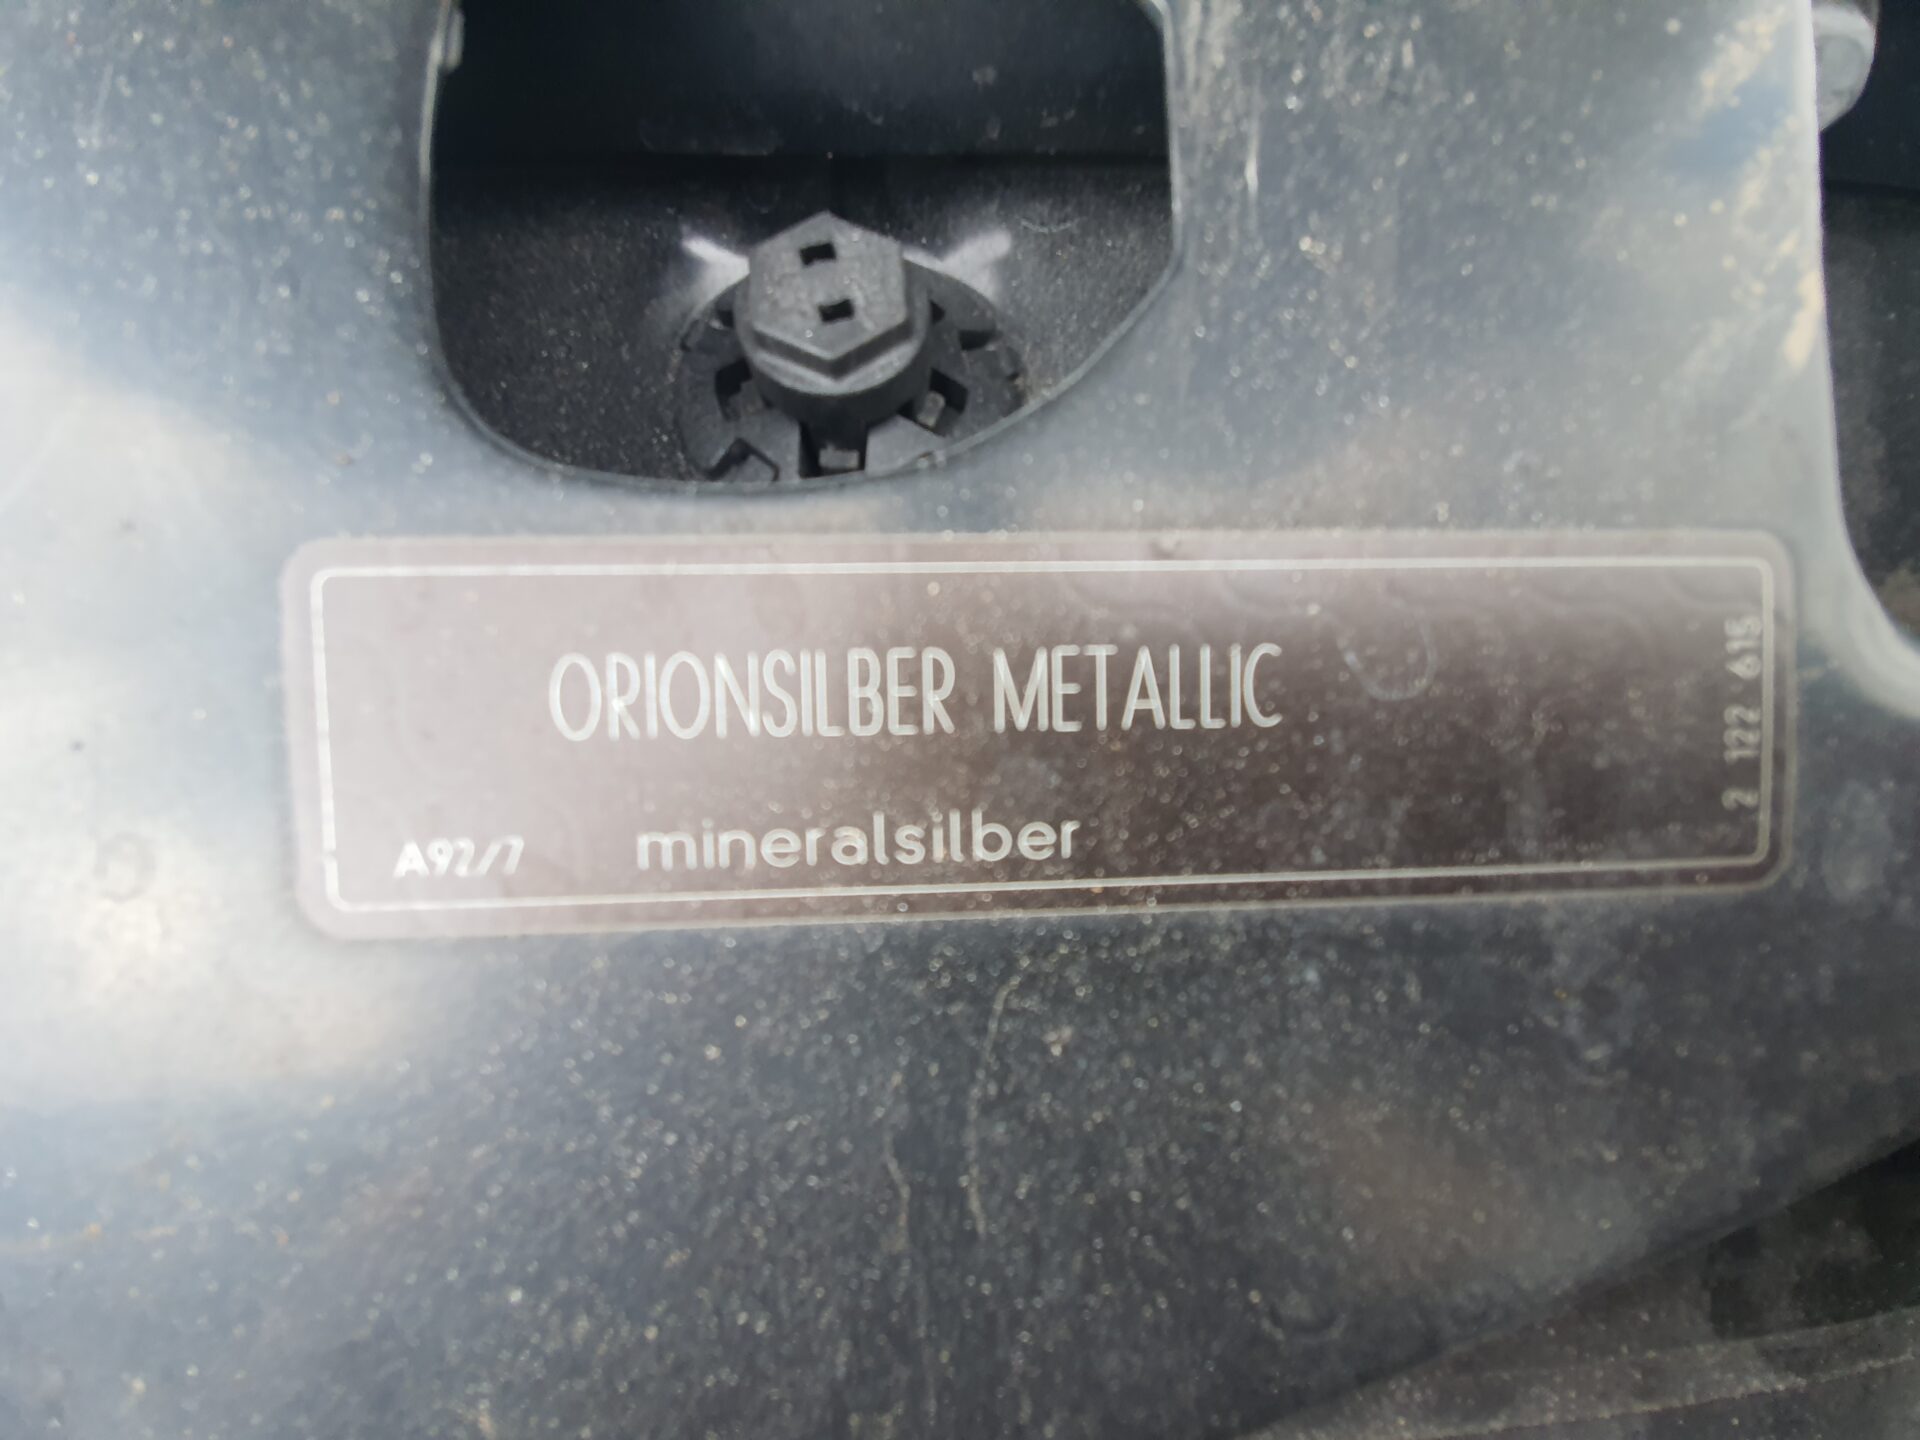 ORIONSILBER METALLIC
A92/7 mineralsilber
2 122 615